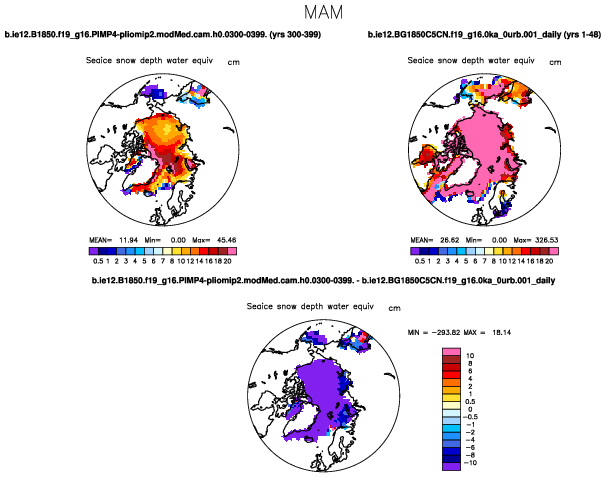 MAM
b.ie12.B1850.f19_g16.PIMP4-pliomip2.modMed.cam.h0.0300-0399. (yrs 300-399)
b.ie12.BG1850C5CN.f19_g16.0ka_0urb.001_daily (yrs 1-48)
Seaice snow depth water equiv cm
Seaice snow depth water equiv cm
MEAN= 11.94 Min= 0.00 Max= 45.46
MEAN= 26.62 Min= 0.00 Max= 326.53
0.5 1 2 3 4 5 6 7 8 9 10 12 14 16 18 20
0.5 1 2 3 4 5 6 7 8 9 10 12 14 16 18 20
b.ie12.B1850.f19_g16.PIMP4-pliomip2.modMed.cam.h0.0300-0399. - b.ie12.BG1850C5CN.f19_g16.0ka_0urb.001_daily
Seaice snow depth water equiv cm
MIN = -293.82 MAX = 18.14
10
8
6
4
2
1
0.5
0
-0.5
-1
-2
-4
-6
-8
-10